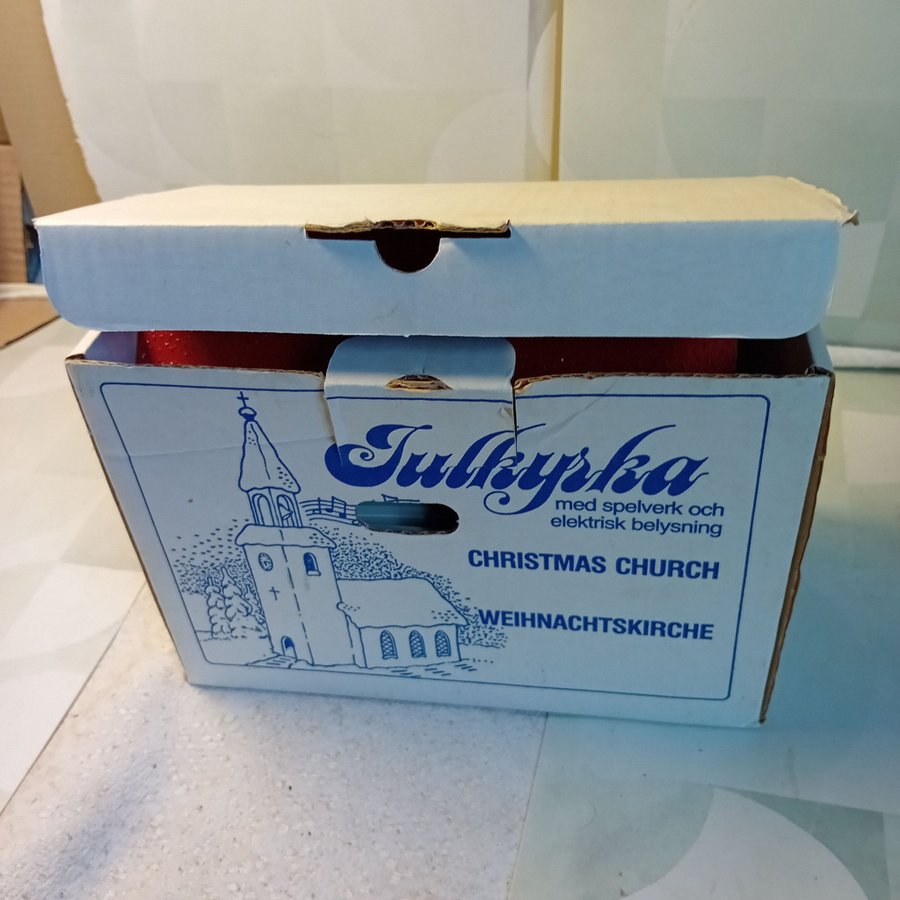 Julkyrka
med spelverk och
elektrisk belysning
CHRISTMAS CHURCH
WEIHNACHTSKIRCHE